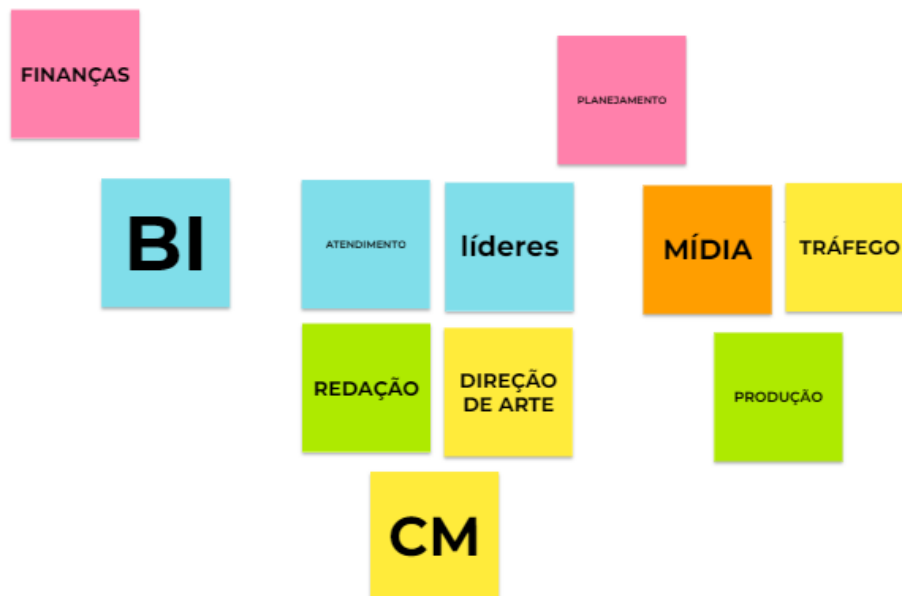 FINANÇAS
PLANEJAMENTO
BI
ATENDIMENTO
líderes
MÍDIA
TRÁFEGO
REDAÇÃO
DIREÇÃO
DE ARTE
PRODUÇÃO
CM